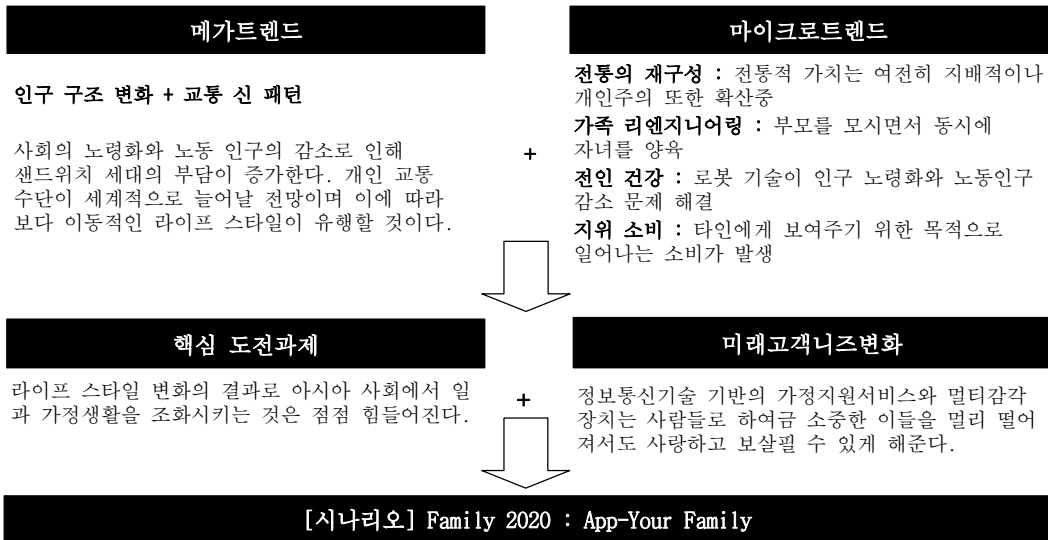 메가트렌드
인구 구조 변화 + 교통 신 패턴
사회의 노령화와 노동 인구의 감소로 인해
샌드위치 세대의 부담이 증가한다. 개인 교통
수단이 세계적으로 늘어날 전망이며 이에 따라
보다 이동적인 라이프 스타일이 유행할 것이다.
+
마이크로트렌드
전통의 재구성 : 전통적 가치는 여전히 지배적이나
개인주의 또한 확산중
가족 리엔지니어링 : 부모를 모시면서 동시에
자녀를 양육
전인 건강 : 로봇 기술이 인구 노령화와 노동인구
감소 문제 해결
지위 소비 : 타인에게 보여주기 위한 목적으로
일어나는 소비가 발생
핵심 도전과제
라이프 스타일 변화의 결과로 아시아 사회에서 일
과 가정생활을 조화시키는 것은 점점 힘들어진다.
+
미래고객니즈변화
정보통신기술 기반의 가정지원서비스와 멀티감각
장치는 사람들로 하여금 소중한 이들을 멀리 떨어
져서도 사랑하고 보살필 수 있게 해준다.
[시나리오] Family 2020 : App-Your Family